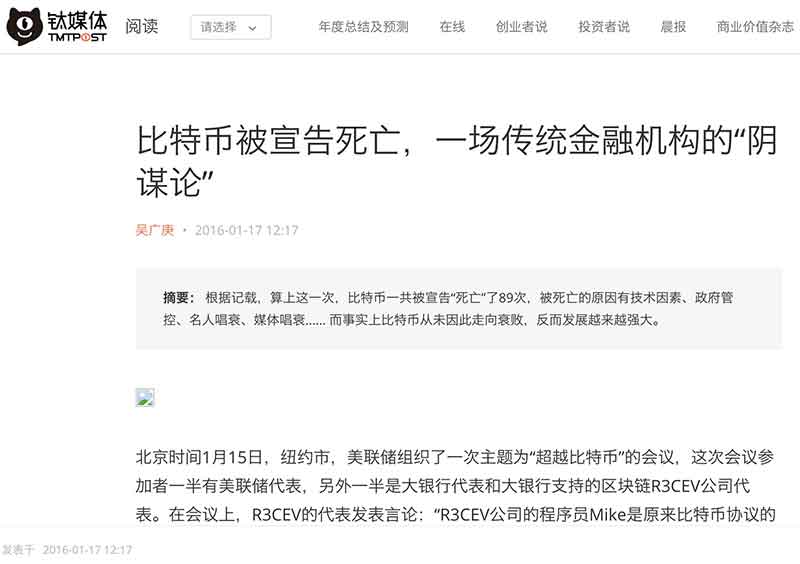 钛媒体
TMTPOST
阅读
请选择
年度总结及预测
在线
创业者说
投资者说
晨报
商业价值杂志
比特币被宣告死亡，一场传统金融机构的“阴
谋论”
吴广庚 • 2016-01-17 12:17
摘要： 根据记载，算上这一次，比特币一共被宣告“死亡”了89次，被死亡的原因有技术因素、政府管
控、名人唱衰、媒体唱衰...... 而事实上比特币从未因此走向衰败，反而发展越来越强大。
北京时间1月15日，纽约市，美联储组织了一次主题为“超越比特币”的会议，这次会议参
加者一半有美联储代表，另外一半是大银行代表和大银行支持的区块链R3CEV公司代
表。在会议上，R3CEV的代表发表言论：“R3CEV公司的程序员Mike是原来比特币协议的
发表于 2016-01-17 12:17